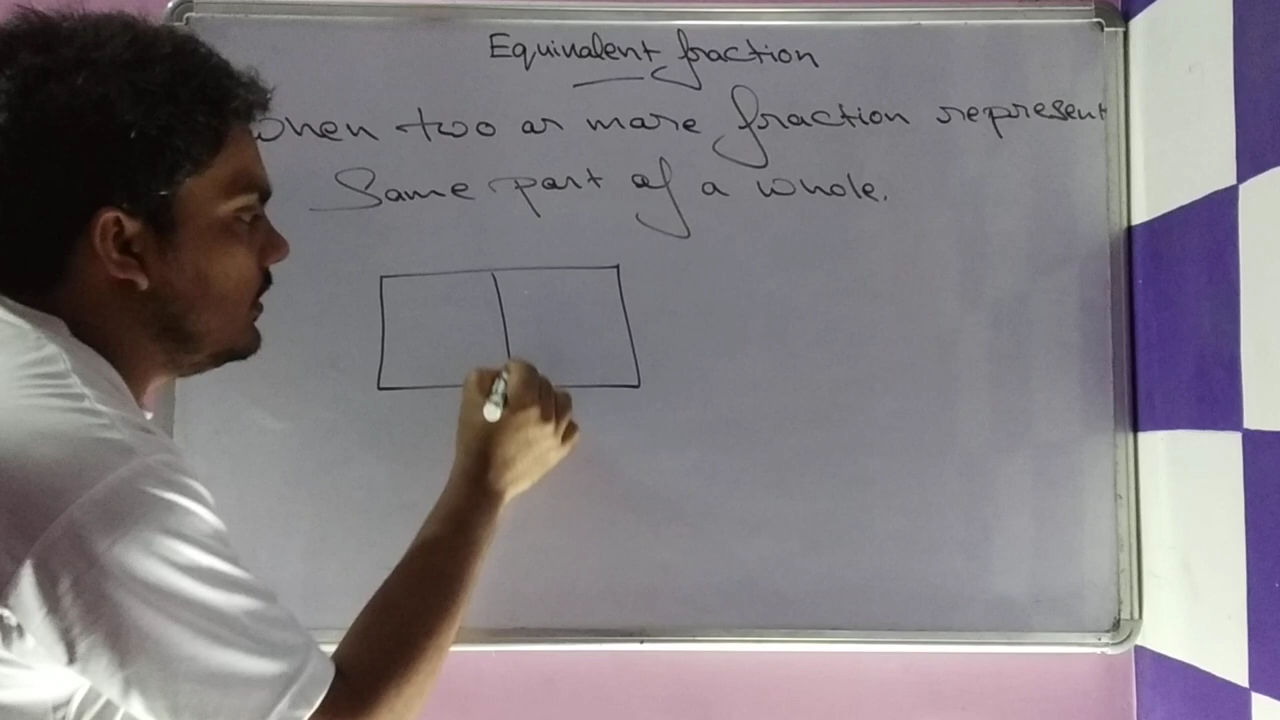 Equivalent fraction
when two or more fraction represent
Same part of a whole.